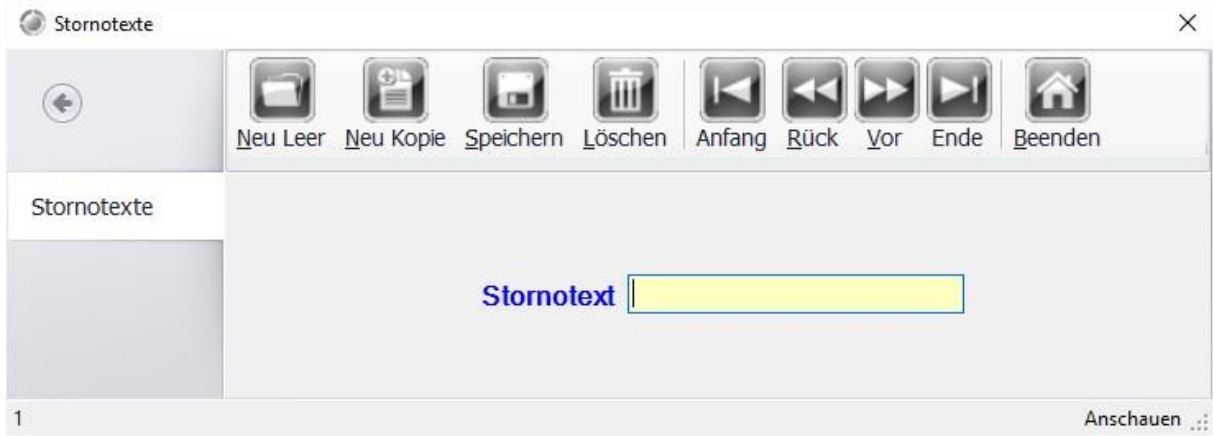 Stornotexte
Neu Leer Neu Kopie Speichern Löschen Anfang Rück Vor Ende Beenden
Stornotexte
Stornotext
1 Anschauen